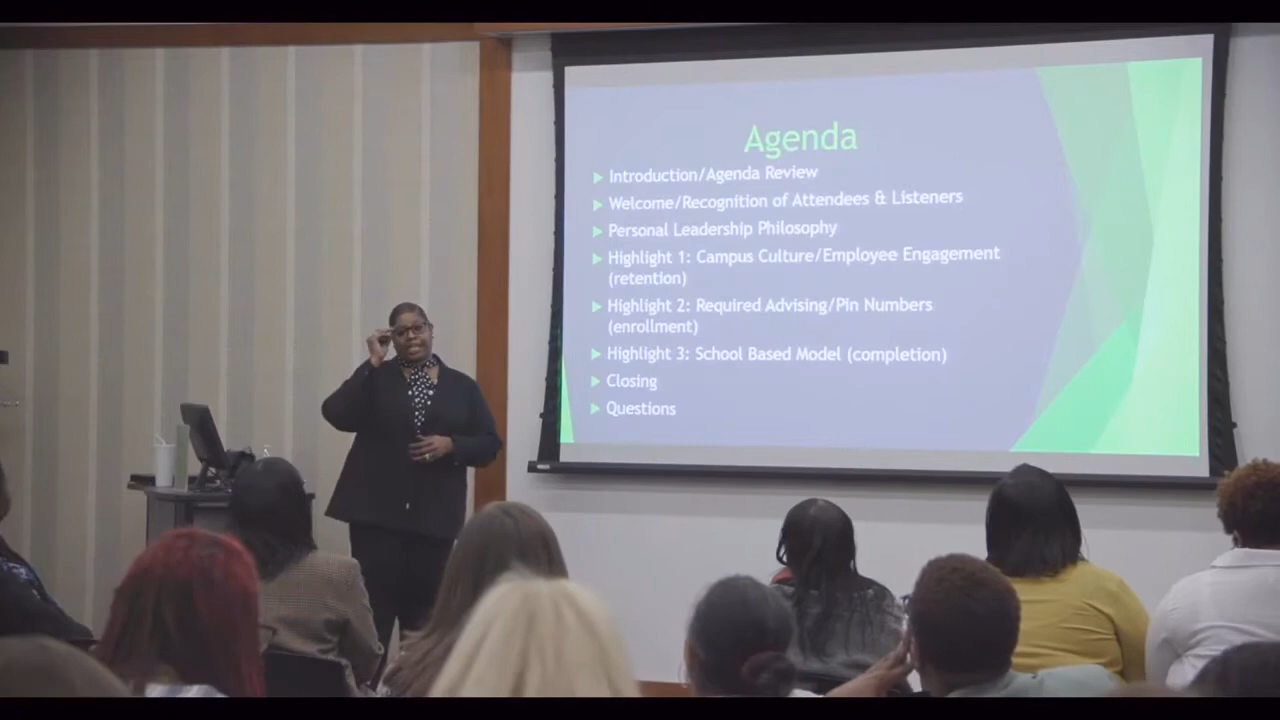 Agenda
Introduction/Agenda Review
Welcome/Recognition of Attendees & Listeners
Personal Leadership Philosophy
Highlight 1: Campus Culture/Employee Engagement
(retention)
Highlight 2: Required Advising/Pin Numbers
(enrollment)
Highlight 3: School Based Model (completion)
Closing
Questions